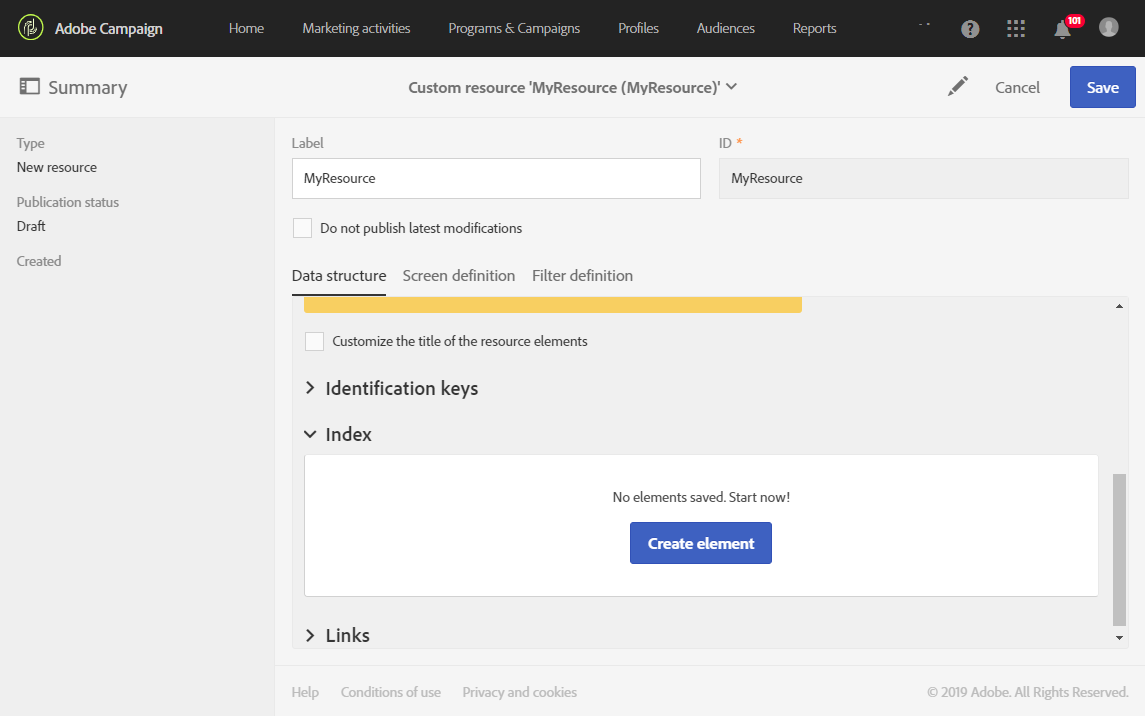 Adobe Campaign Home Marketing activities Programs & Campaigns Profiles Audiences Reports ? 101
Summary Custom resource 'MyResource (MyResource)' Cancel Save
Type
New resource
Publication status
Draft
Created
Label ID *
MyResource MyResource
Do not publish latest modifications
Data structure Screen definition Filter definition
Customize the title of the resource elements
Identification keys
Index
No elements saved. Start now!
Create element
Links
Help Conditions of use Privacy and cookies © 2019 Adobe. All Rights Reserved.